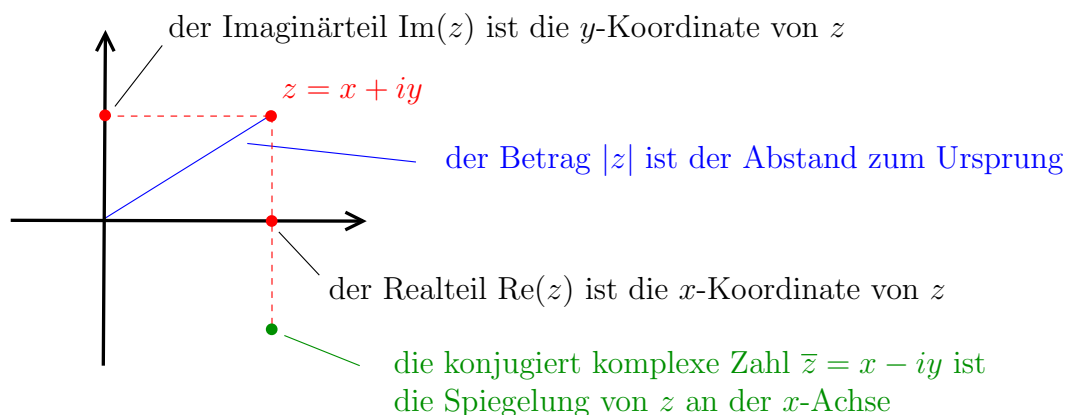 der Imaginärteil Im(z) ist die y-Koordinate von z
z = x + iy
der Betrag |z| ist der Abstand zum Ursprung
der Realteil Re(z) ist die x-Koordinate von z
die konjugiert komplexe Zahl z̅ = x − iy ist
die Spiegelung von z an der x-Achse